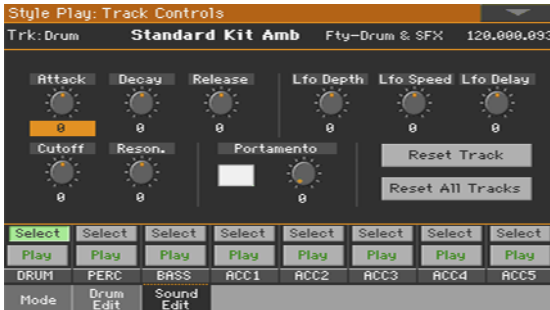 Style Play: Track Controls
Trk: Drum Standard Kit Amb Fty-Drum & SFX 120.000.093
Attack Decay Release Lfo Depth Lfo Speed Lfo Delay
0 0 0 0 0 0
Cutoff Reson. Portamento Reset Track
0 0 0 Reset All Tracks
Select Select Select Select Select Select Select Select
Play Play Play Play Play Play Play Play
DRUM PERC BASS ACC1 ACC2 ACC3 ACC4 ACC5
Mode Drum Edit Sound Edit